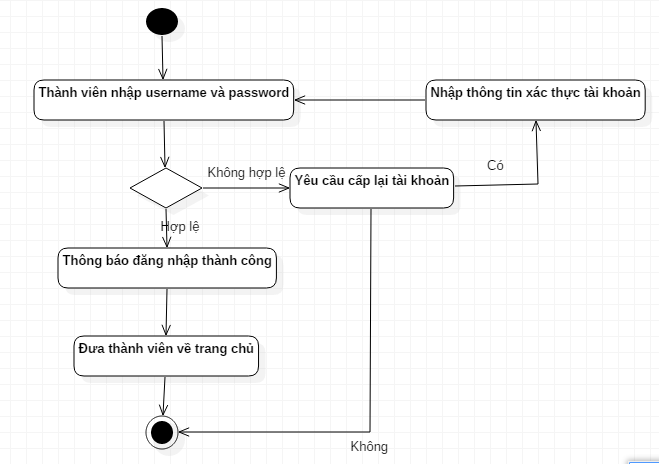 Thành viên nhập username và password
Nhập thông tin xác thực tài khoản
Không hợp lệ
Yêu cầu cấp lại tài khoản
Có
Hợp lệ
Thông báo đăng nhập thành công
Đưa thành viên về trang chủ
Không